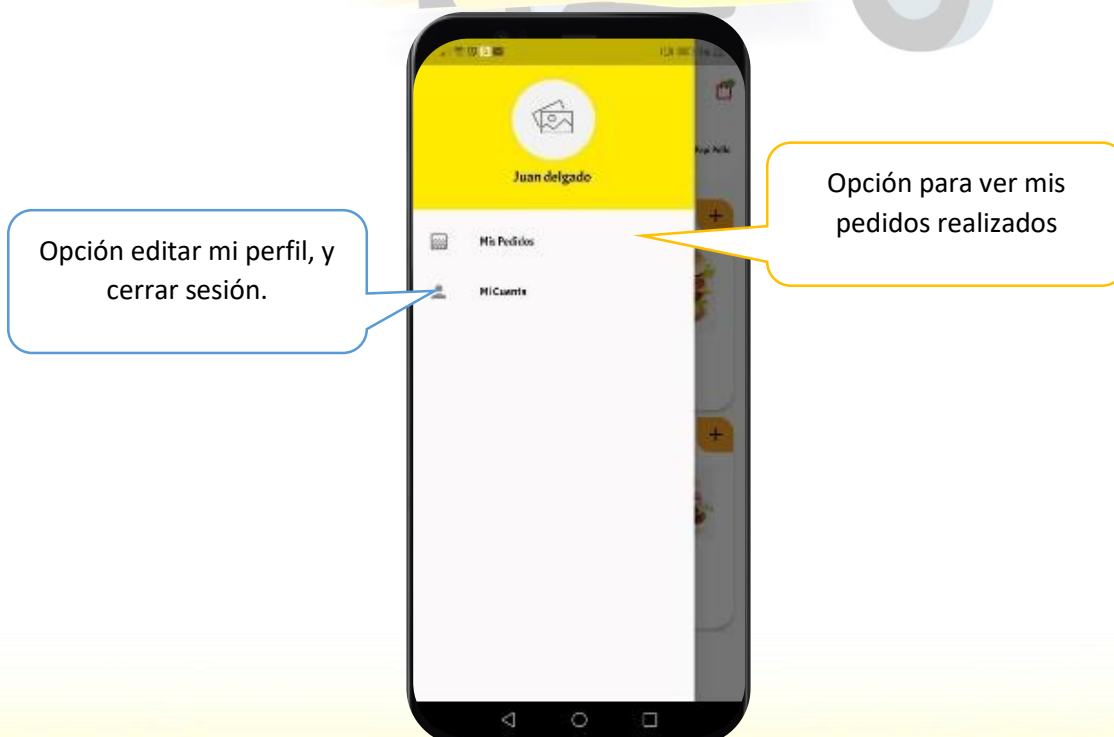 Juan delgado
Opción para ver mis
pedidos realizados
Opción editar mi perfil, y
cerrar sesión.
Mis Pedidos
Mi Cuenta